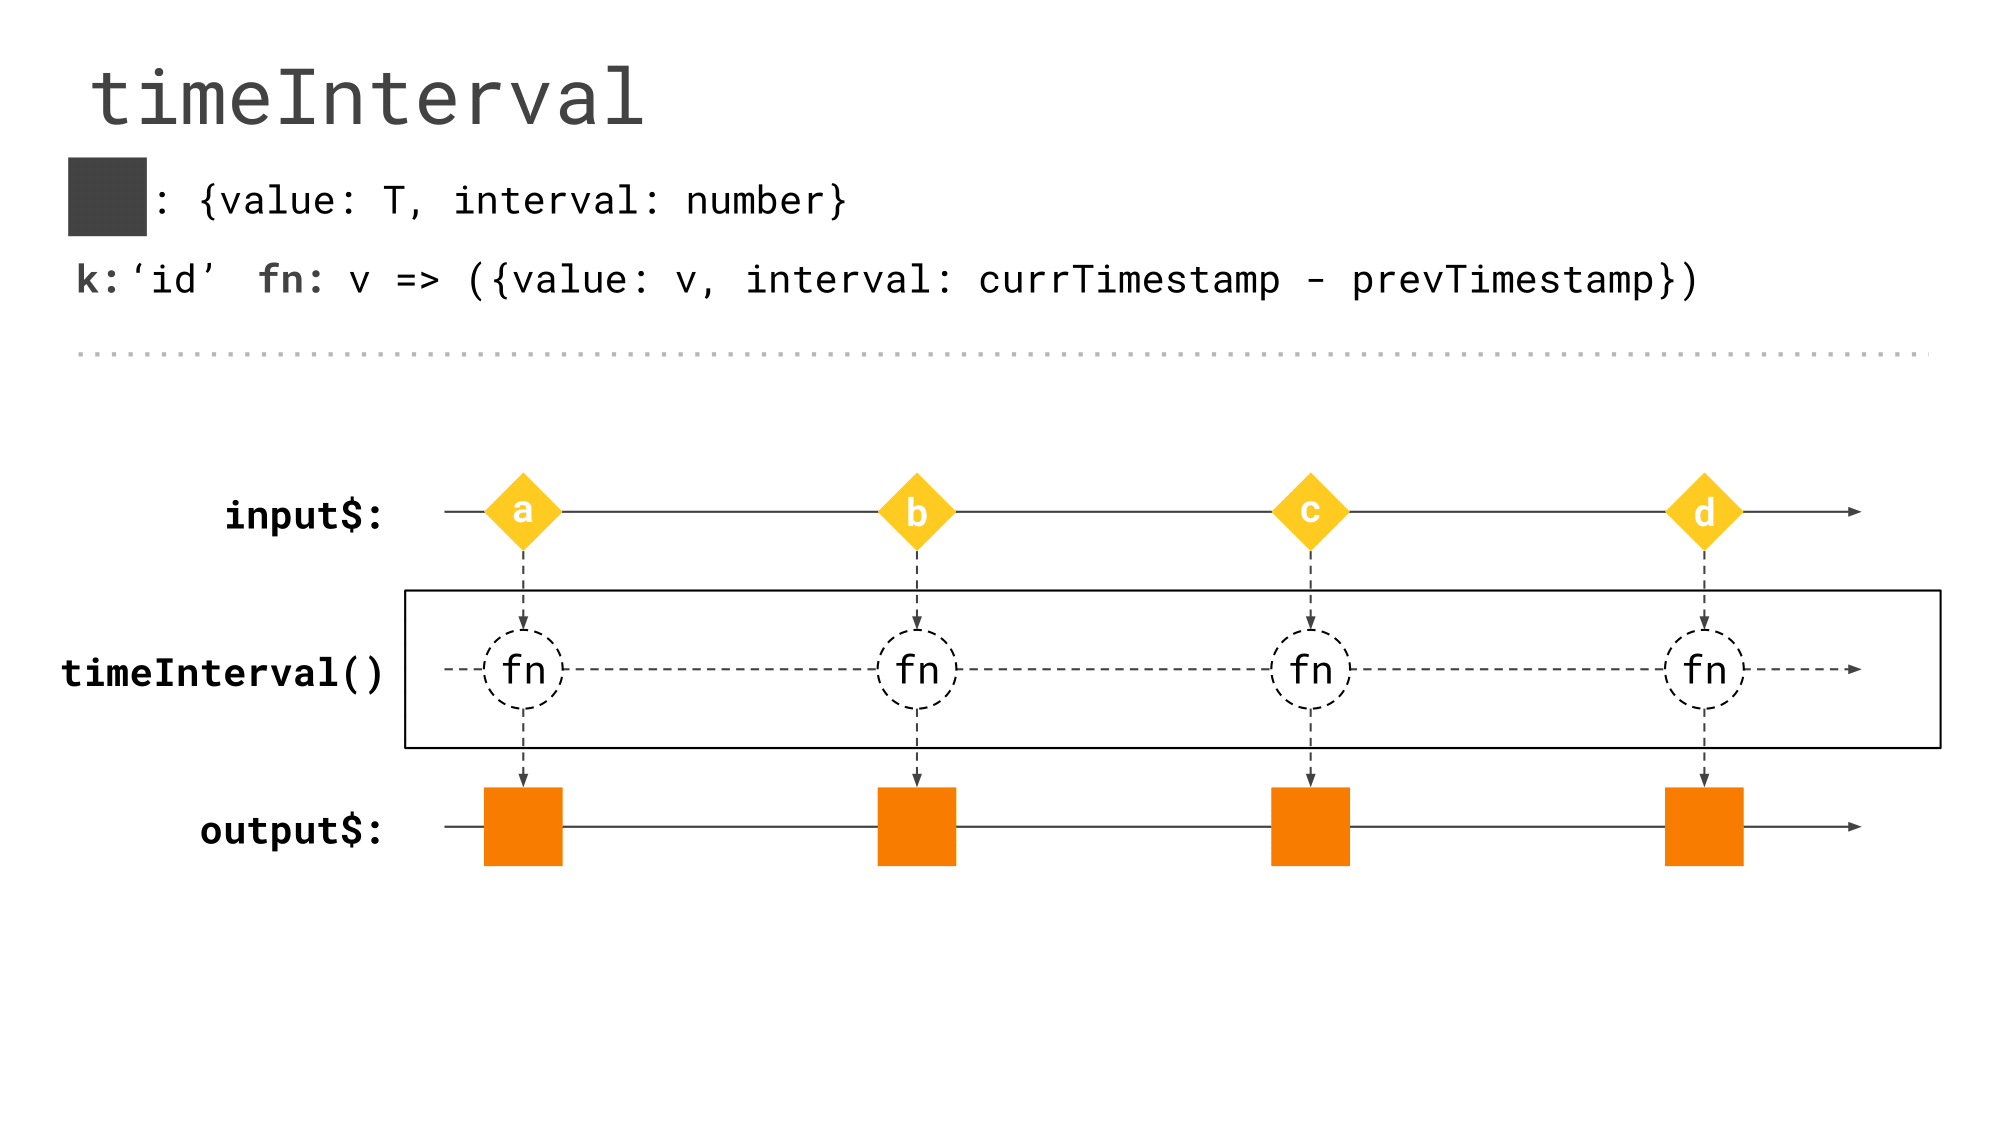 timeInterval
: {value: T, interval: number}
k:‘id’ fn: v => ({value: v, interval: currTimestamp - prevTimestamp})
input$: a b c d
timeInterval() fn fn fn fn
output$: